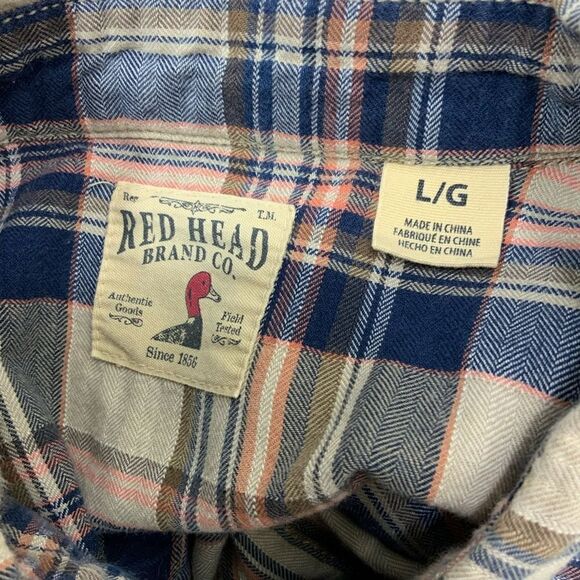 Reg T.M.
RED HEAD
BRAND CO.
Authentic
Goods
Field
Tested
Since 1856
L/G
MADE IN CHINA
FABRIQUÉ EN CHINE
HECHO EN CHINA